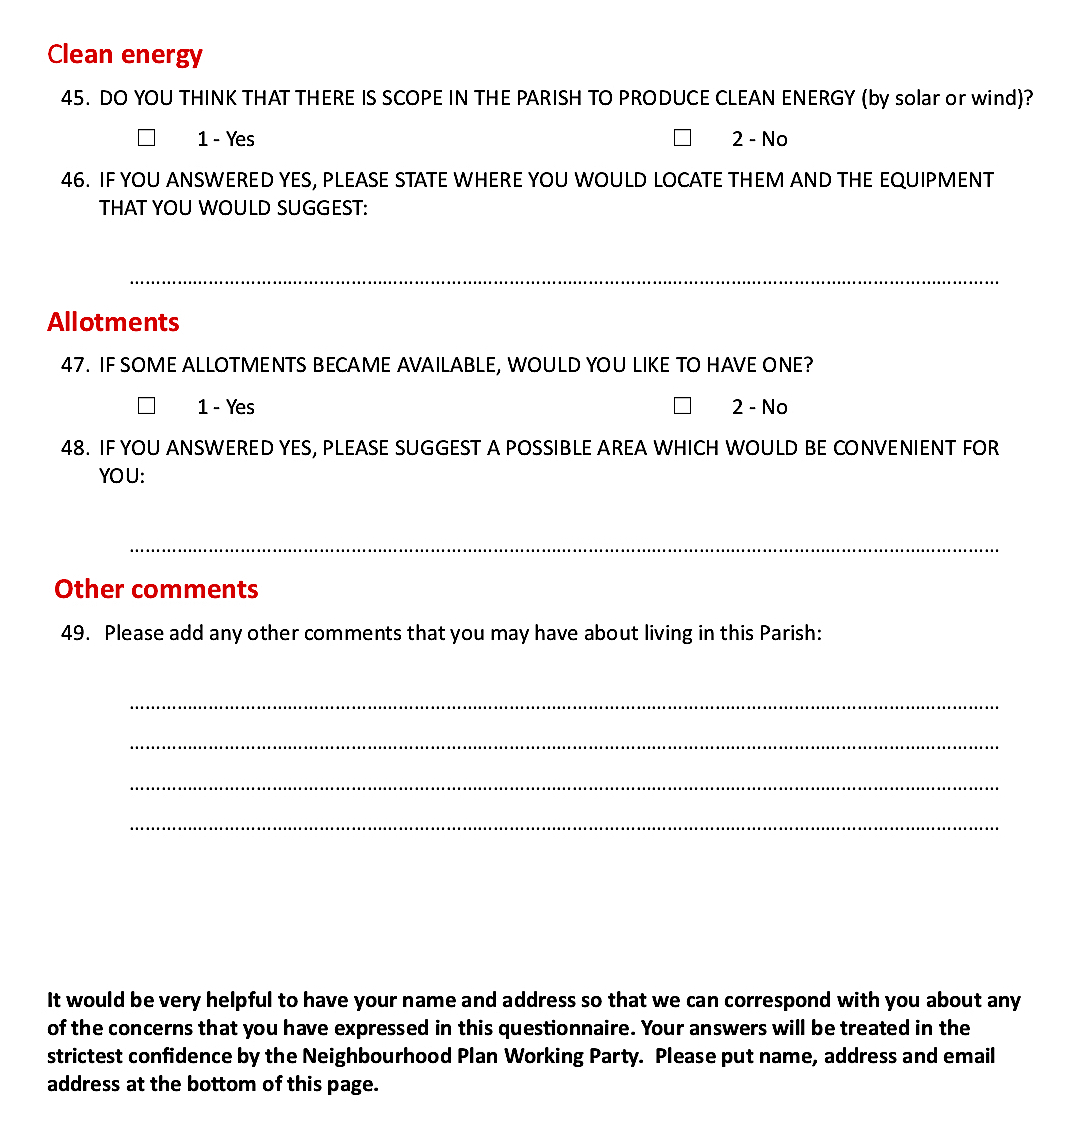 Clean energy
45. DO YOU THINK THAT THERE IS SCOPE IN THE PARISH TO PRODUCE CLEAN ENERGY (by solar or wind)?
☐ 1 - Yes ☐ 2 - No
46. IF YOU ANSWERED YES, PLEASE STATE WHERE YOU WOULD LOCATE THEM AND THE EQUIPMENT
THAT YOU WOULD SUGGEST:
................................................................................
Allotments
47. IF SOME ALLOTMENTS BECAME AVAILABLE, WOULD YOU LIKE TO HAVE ONE?
☐ 1 - Yes ☐ 2 - No
48. IF YOU ANSWERED YES, PLEASE SUGGEST A POSSIBLE AREA WHICH WOULD BE CONVENIENT FOR
YOU:
................................................................................
Other comments
49. Please add any other comments that you may have about living in this Parish:
................................................................................
................................................................................
................................................................................
................................................................................
It would be very helpful to have your name and address so that we can correspond with you about any
of the concerns that you have expressed in this questionnaire. Your answers will be treated in the
strictest confidence by the Neighbourhood Plan Working Party. Please put name, address and email
address at the bottom of this page.